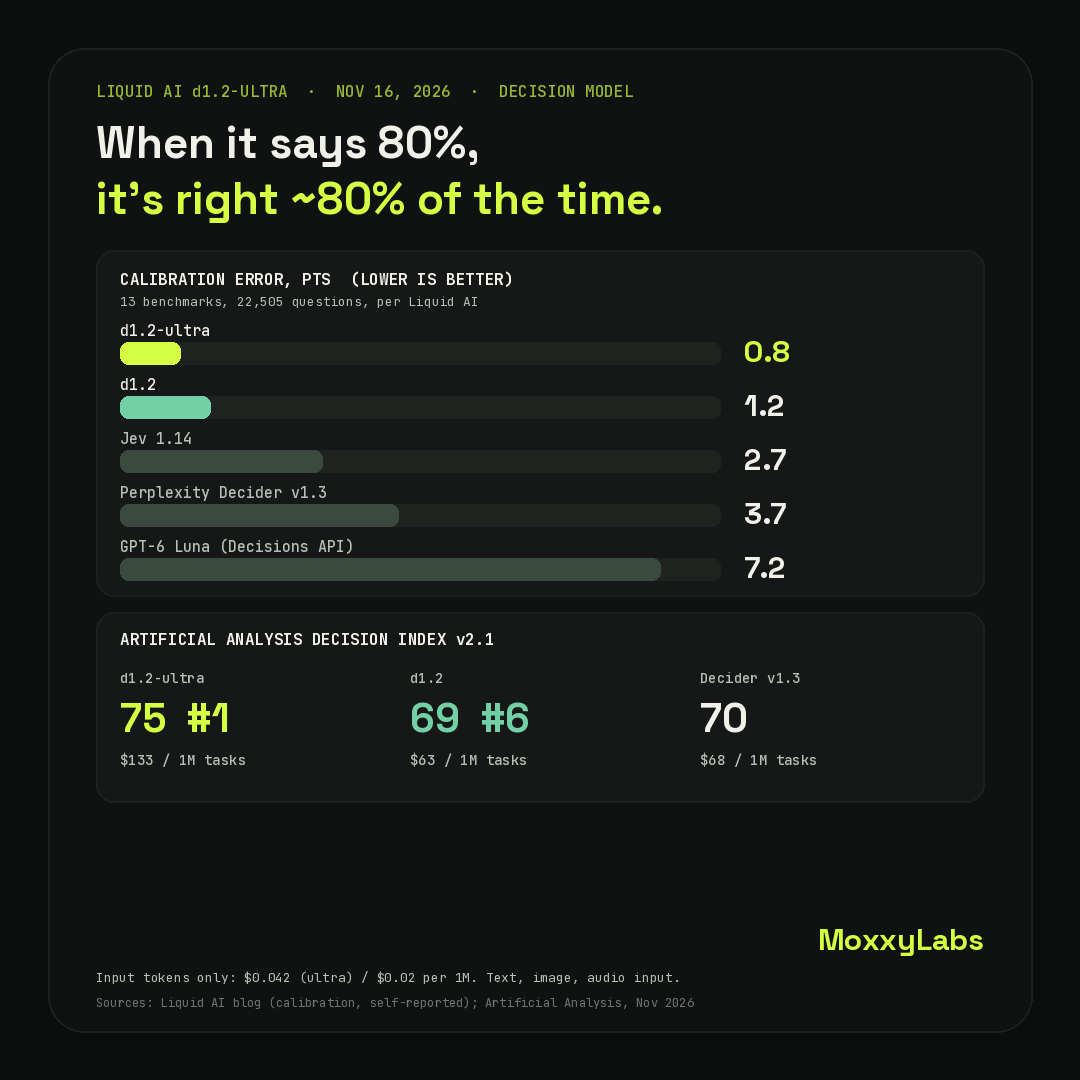 LIQUID AI d1.2-ULTRA · NOV 16, 2026 · DECISION MODEL
When it says 80%,
it’s right ~80% of the time.
CALIBRATION ERROR, PTS (LOWER IS BETTER)
13 benchmarks, 22,505 questions, per Liquid AI
d1.2-ultra
0.8
d1.2
1.2
Jev 1.14
2.7
Perplexity Decider v1.3
3.7
GPT-6 Luna (Decisions API)
7.2
ARTIFICIAL ANALYSIS DECISION INDEX v2.1
d1.2-ultra d1.2 Decider v1.3
75 #1 69 #6 70
$133 / 1M tasks $63 / 1M tasks $68 / 1M tasks
MoxxyLabs
Input tokens only: $0.042 (ultra) / $0.02 per 1M. Text, image, audio input.
Sources: Liquid AI blog (calibration, self-reported); Artificial Analysis, Nov 2026